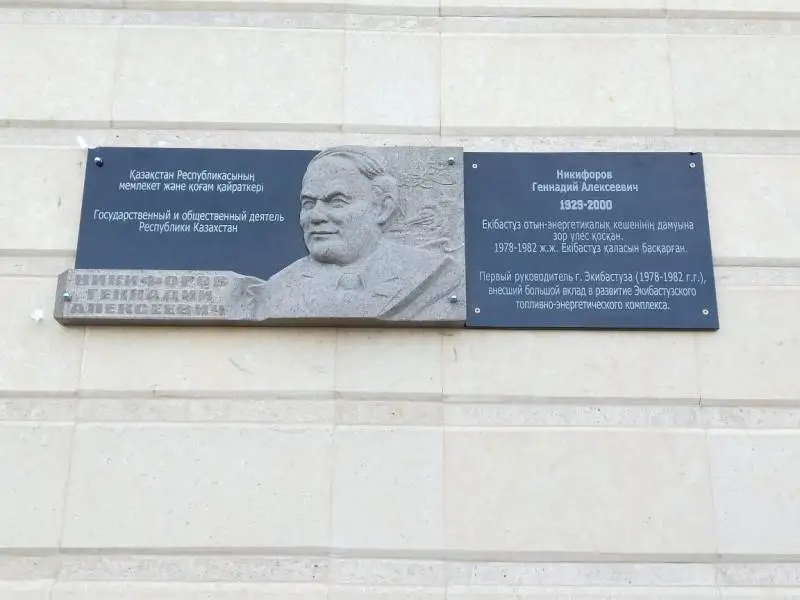 Қазақстан Республикасының
мемлекет және қоғам қайраткері
Государственный и общественный деятель
Республики Казахстан
НИКИФОРОВ
ГЕННАДИЙ
АЛЕКСЕЕВИЧ
Никифоров
Геннадий Алексеевич
1929-2000
Екібастұз отын-энергетикалық кешенінің дамуына
зор үлес қосқан.
1978-1982 ж.ж. Екібастұз қаласын басқарған.
Первый руководитель г. Экибастуза (1978-1982 г.г.),
внесший большой вклад в развитие Экибастузского
топливно-энергетического комплекса.